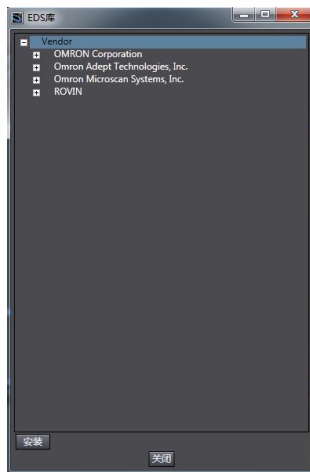 EDS库
Vendor
OMRON Corporation
Omron Adept Technologies, Inc.
Omron Microscan Systems, Inc.
ROVIN
安装
关闭